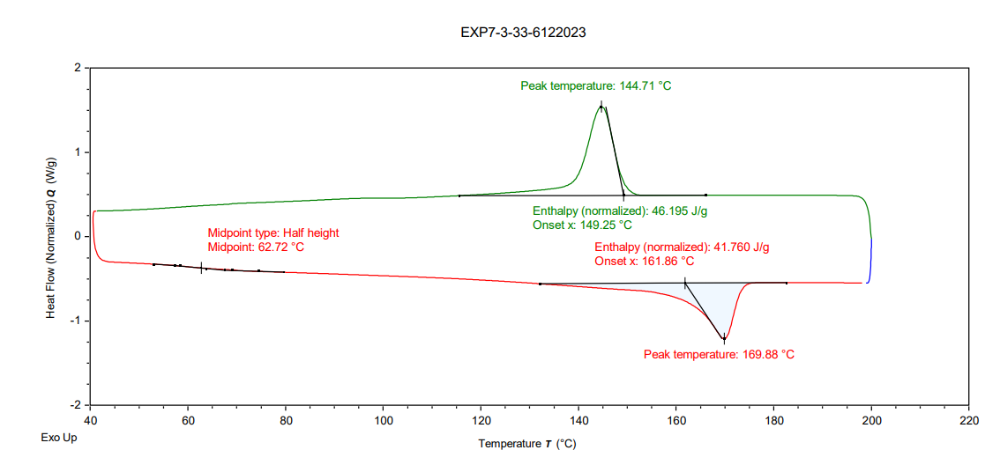 EXP7-3-33-6122023
2
Peak temperature: 144.71 °C
1
Heat Flow (Normalized) Q (W/g)
Enthalpy (normalized): 46.195 J/g
Onset x: 149.25 °C
Midpoint type: Half height
Midpoint: 62.72 °C
0
Enthalpy (normalized): 41.760 J/g
Onset x: 161.86 °C
-1
Peak temperature: 169.88 °C
-2
40 60 80 100 120 140 160 180 200 220
Exo Up
Temperature T (°C)